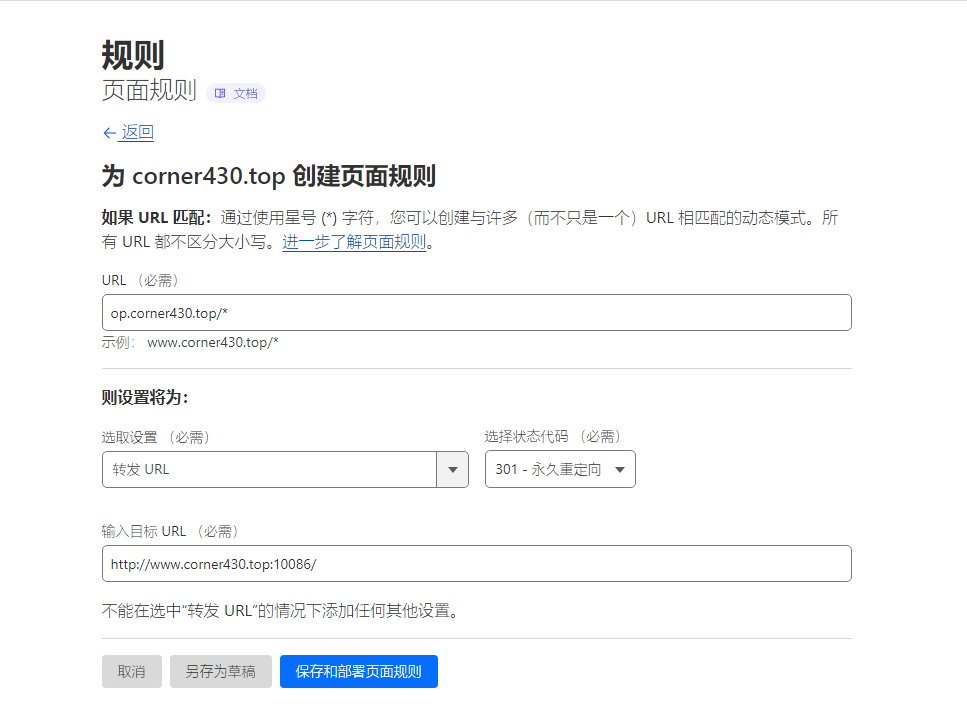 规则
页面规则 文档
← 返回
为 corner430.top 创建页面规则
如果 URL 匹配：通过使用星号 (*) 字符，您可以创建与许多（而不只是一个）URL 相匹配的动态模式。所
有 URL 都不区分大小写。进一步了解页面规则。
URL （必需）
op.corner430.top/*
示例： www.corner430.top/*
则设置将为：
选取设置 （必需） 选择状态代码 （必需）
转发 URL 301 - 永久重定向
输入目标 URL （必需）
http://www.corner430.top:10086/
不能在选中“转发 URL”的情况下添加任何其他设置。
取消 另存为草稿 保存和部署页面规则